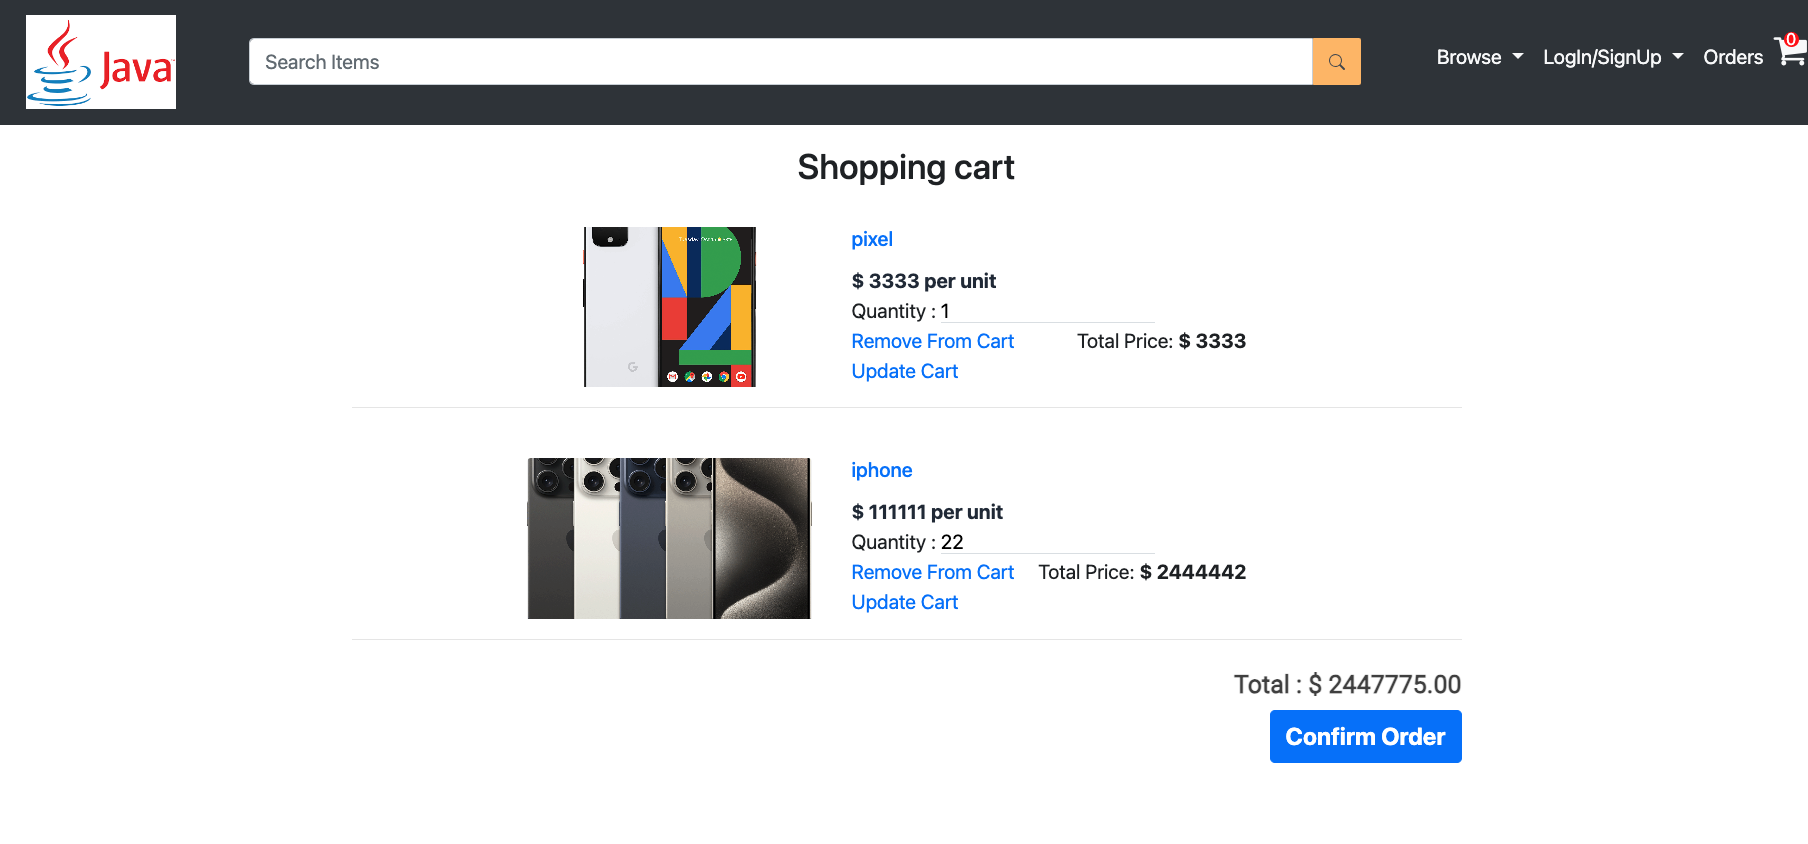 Java
Search Items
Browse
LogIn/SignUp
Orders
0
Shopping cart
pixel
$ 3333 per unit
Quantity : 1
Remove From Cart Total Price: $ 3333
Update Cart
iphone
$ 111111 per unit
Quantity : 22
Remove From Cart Total Price: $ 2444442
Update Cart
Total : $ 2447775.00
Confirm Order